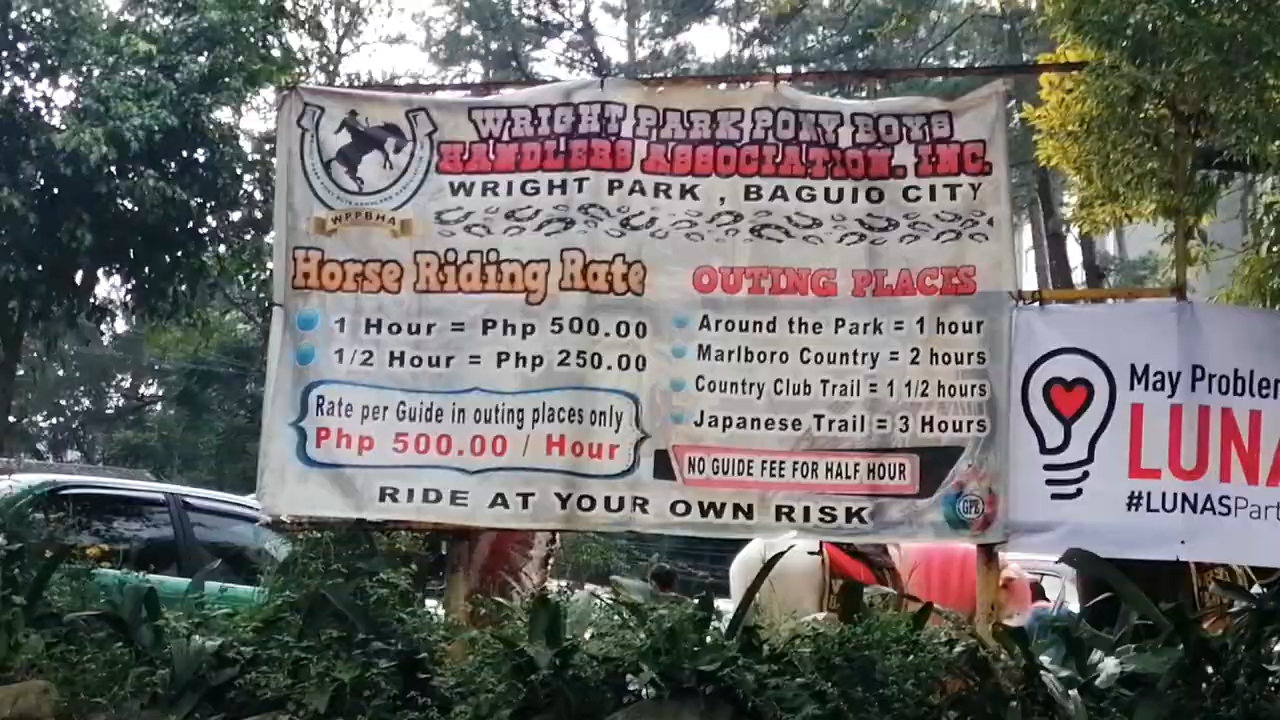 WRIGHT PARK PONY BOYS
HANDLERS ASSOCIATION. INC.
WRIGHT PARK , BAGUIO CITY
WPPBHA
Horse Riding Rate
1 Hour = Php 500.00
1/2 Hour = Php 250.00
Rate per Guide in outing places only
Php 500.00 / Hour
OUTING PLACES
Around the Park = 1 hour
Marlboro Country = 2 hours
Country Club Trail = 1 1/2 hours
Japanese Trail = 3 Hours
NO GUIDE FEE FOR HALF HOUR
RIDE AT YOUR OWN RISK
GPB
May Problem
LUNA
#LUNASPart